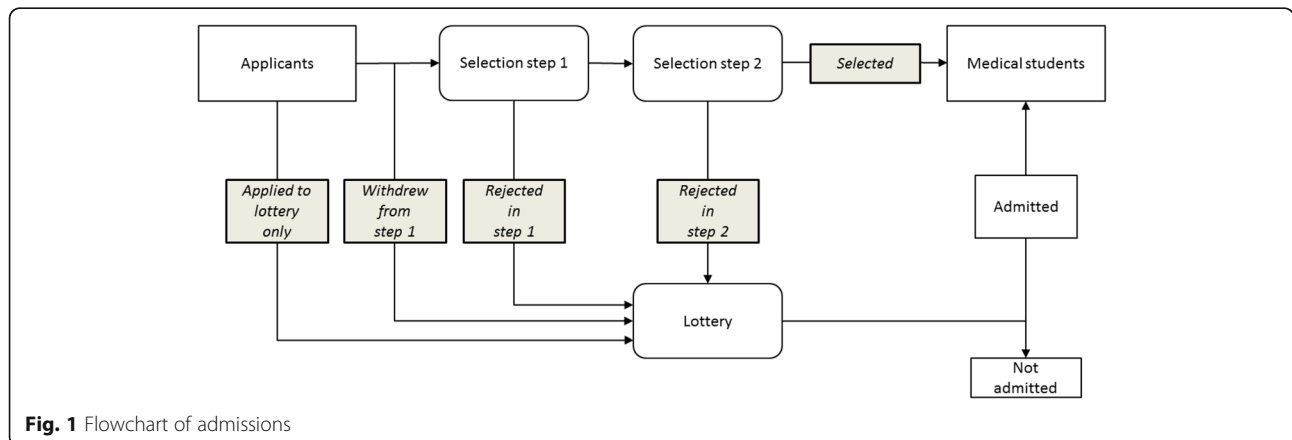 Applicants
Selection step 1
Selection step 2
Selected
Medical students
Applied to
lottery
only
Withdrew
from
step 1
Rejected
in
step 1
Rejected
in
step 2
Admitted
Lottery
Not
admitted
Fig. 1 Flowchart of admissions